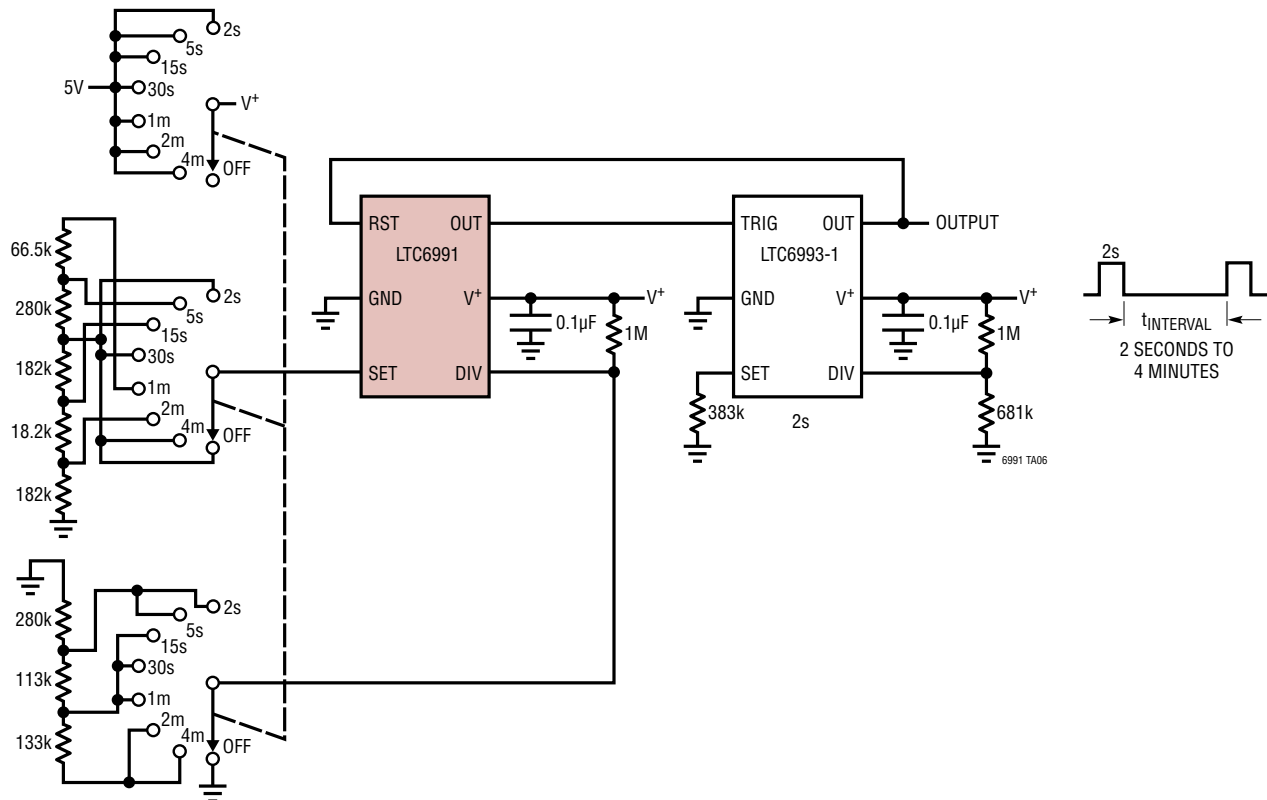 2s
5s
15s
5V
30s
V+
1m
2m
4m
OFF
66.5k
280k
182k
18.2k
182k
2s
5s
15s
30s
1m
2m
4m
OFF
280k
113k
133k
2s
5s
15s
30s
1m
2m
4m
OFF
RST OUT
LTC6991
GND V+
SET DIV
V+
0.1µF
1M
TRIG OUT
LTC6993-1
GND V+
SET DIV
OUTPUT
V+
0.1µF
1M
383k
2s
681k
6991 TA06
2s
tINTERVAL
2 SECONDS TO
4 MINUTES